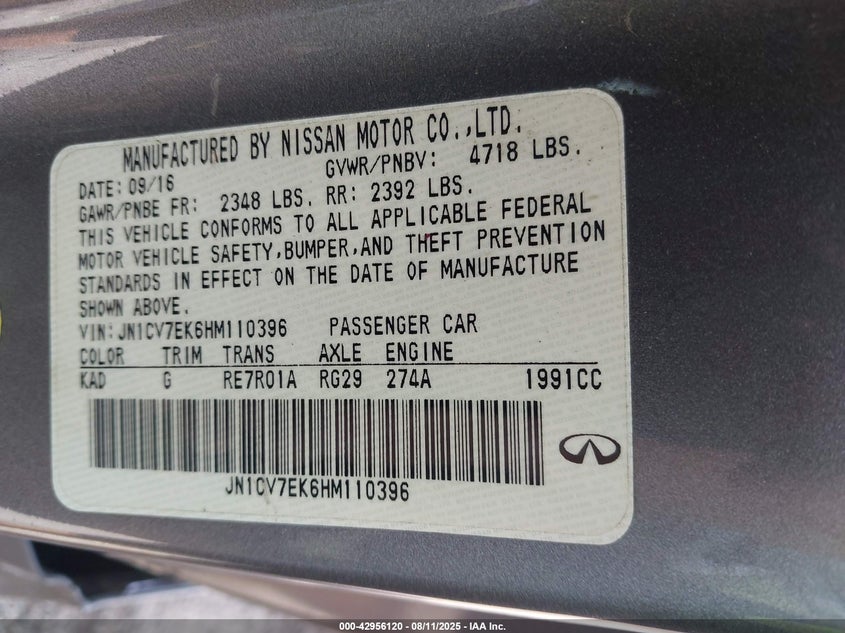 MANUFACTURED BY NISSAN MOTOR CO.,LTD.
DATE: 09/16 GVWR/PNBV: 4718 LBS.
GAWR/PNBE FR: 2348 LBS. RR: 2392 LBS.
THIS VEHICLE CONFORMS TO ALL APPLICABLE FEDERAL
MOTOR VEHICLE SAFETY,BUMPER,AND THEFT PREVENTION
STANDARDS IN EFFECT ON THE DATE OF MANUFACTURE
SHOWN ABOVE.
VIN:JN1CV7EK6HM110396 PASSENGER CAR
COLOR TRIM TRANS AXLE ENGINE
KAD G RE7R01A RG29 274A 1991CC
JN1CV7EK6HM110396
000-42956120 - 08/11/2025 - IAA Inc.